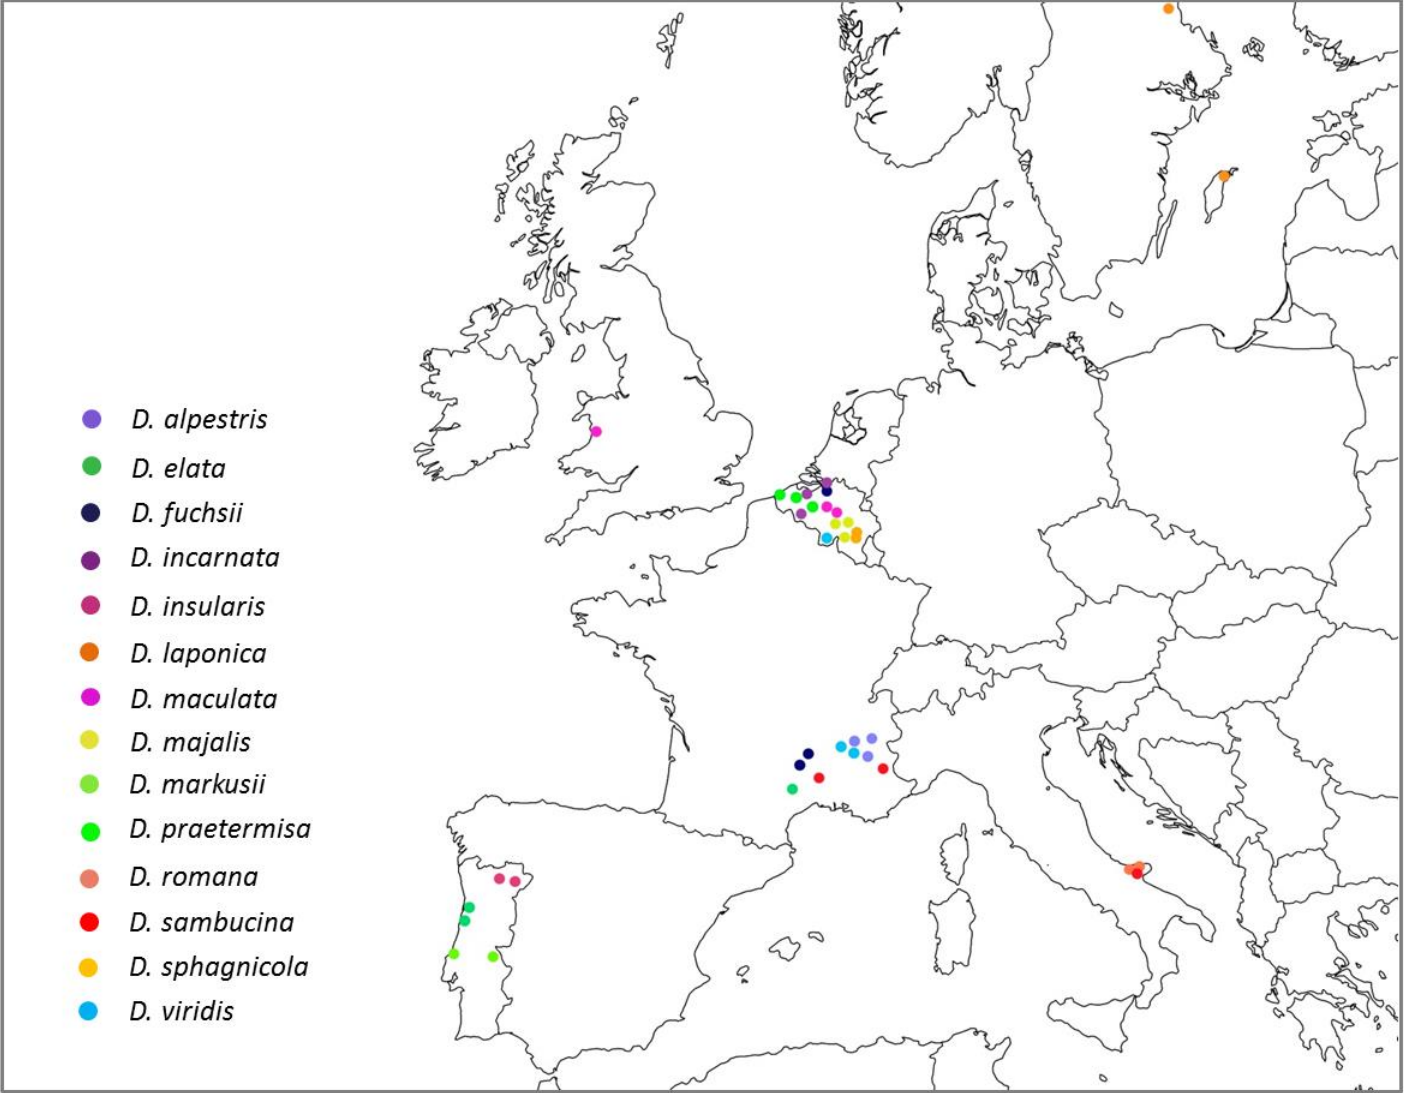 D. alpestris
D. elata
D. fuchsii
D. incarnata
D. insularis
D. laponica
D. maculata
D. majalis
D. markusii
D. praetermisa
D. romana
D. sambucina
D. sphagnicola
D. viridis